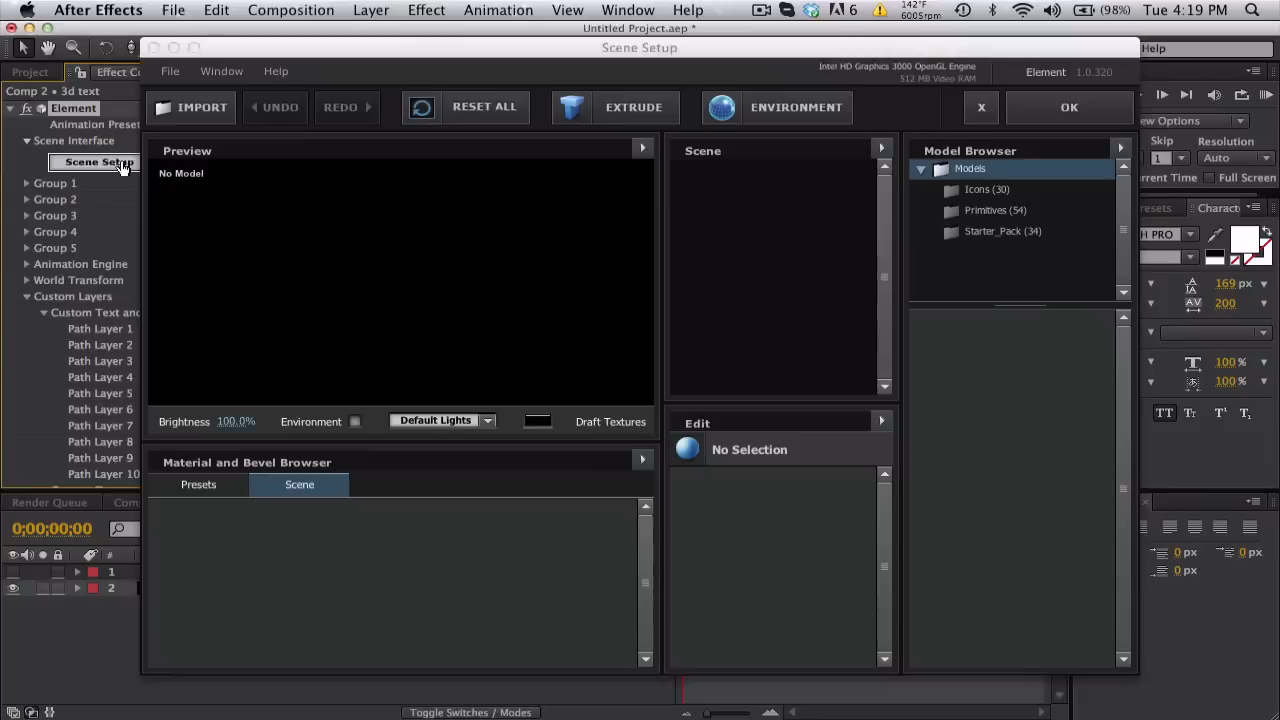 After Effects File Edit Composition Layer Effect Animation View Window Help 6 142°F 6005rpm (98%) Tue 4:19 PM
Untitled Project.aep *
Scene Setup
Help
File Window Help
Intel HD Graphics 3000 OpenGL Engine
512 MB Video RAM
Element 1.0.320
Project Effect Co
Comp 2 • 3d text
fx Element
Animation Preset
Scene Interface
Scene Setup
Group 1
Group 2
Group 3
Group 4
Group 5
Animation Engine
World Transform
Custom Layers
Custom Text and
Path Layer 1
Path Layer 2
Path Layer 3
Path Layer 4
Path Layer 5
Path Layer 6
Path Layer 7
Path Layer 8
Path Layer 9
Path Layer 10
IMPORT UNDO REDO RESET ALL EXTRUDE ENVIRONMENT X OK
Preview
No Model
Brightness 100.0% Environment Default Lights Draft Textures
Material and Bevel Browser
Presets Scene
Scene
Edit
No Selection
Model Browser
Models
Icons (30)
Primitives (54)
Starter_Pack (34)
ew Options
Skip Resolution
1 Auto
rrent Time Full Screen
esets Charact
H PRO
169 px
200
100 %
100 %
TT Tr T¹ T₁
0 px 0 px
0 px
Render Queue Com
0;00;00;00
#
1
2
Toggle Switches / Modes